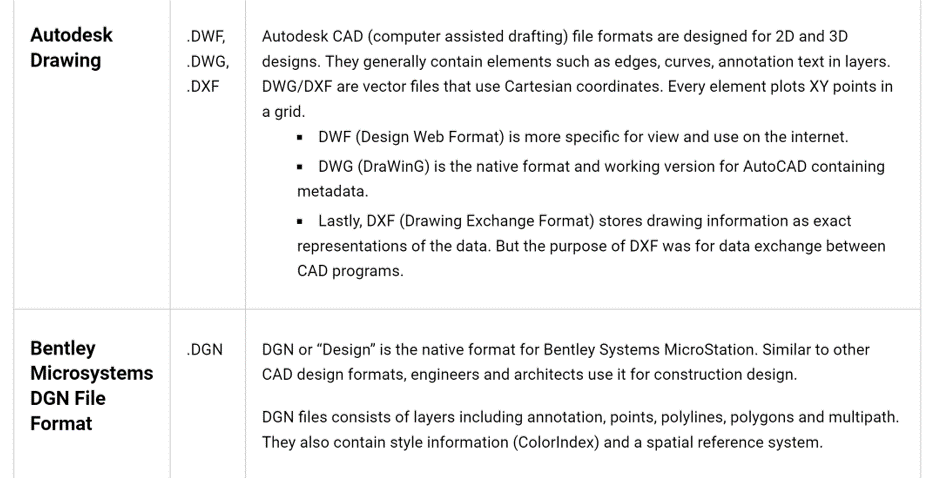 Autodesk
Drawing
.DWF,
.DWG,
.DXF
Autodesk CAD (computer assisted drafting) file formats are designed for 2D and 3D
designs. They generally contain elements such as edges, curves, annotation text in layers.
DWG/DXF are vector files that use Cartesian coordinates. Every element plots XY points in
a grid.
▪ DWF (Design Web Format) is more specific for view and use on the internet.
▪ DWG (DraWinG) is the native format and working version for AutoCAD containing
metadata.
▪ Lastly, DXF (Drawing Exchange Format) stores drawing information as exact
representations of the data. But the purpose of DXF was for data exchange between
CAD programs.
Bentley
Microsystems
DGN File
Format
.DGN
DGN or “Design” is the native format for Bentley Systems MicroStation. Similar to other
CAD design formats, engineers and architects use it for construction design.
DGN files consists of layers including annotation, points, polylines, polygons and multipath.
They also contain style information (ColorIndex) and a spatial reference system.